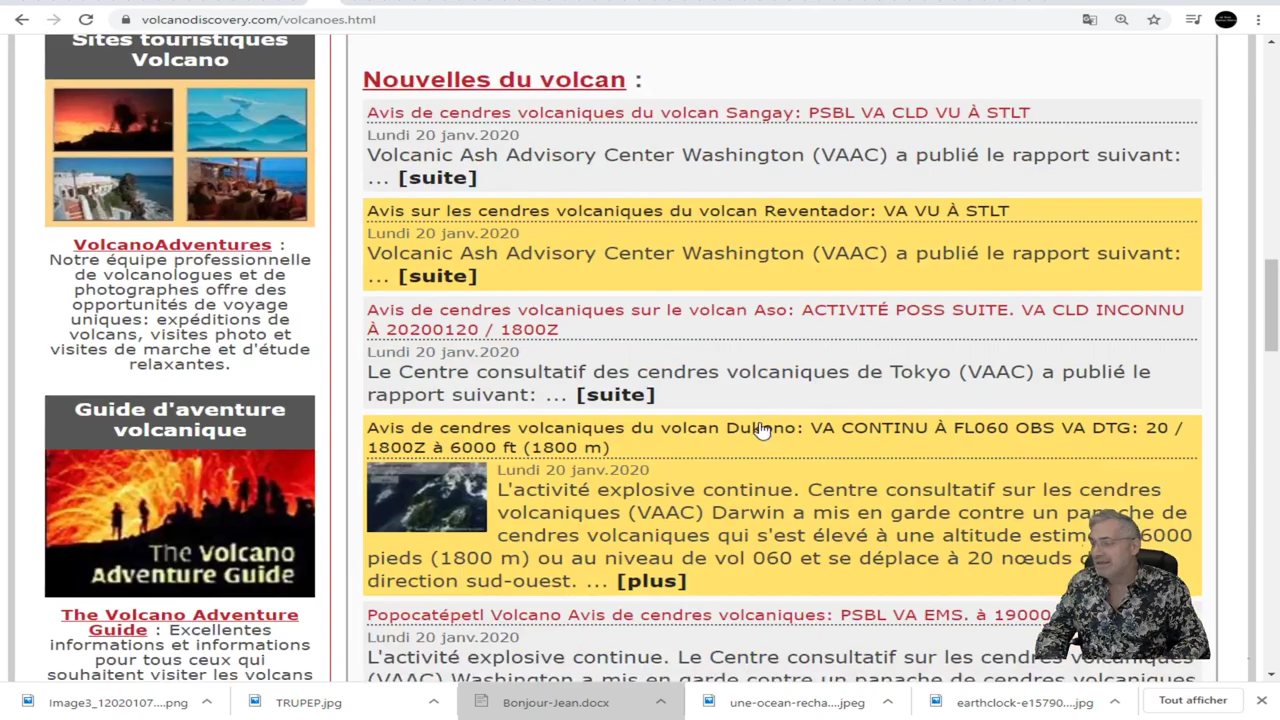 volcanodiscovery.com/volcanoes.html
Sites touristiques
Volcano
VolcanoAdventures :
Notre équipe professionnelle
de volcanologues et de
photographes offre des
opportunités de voyage
uniques: expéditions de
volcans, visites photo et
visites de marche et d'étude
relaxantes.
Guide d'aventure
volcanique
The Volcano
Adventure Guide
The Volcano Adventure
Guide : Excellentes
informations et informations
pour tous ceux qui
souhaitent visiter les volcans
Nouvelles du volcan :
Avis de cendres volcaniques du volcan Sangay: PSBL VA CLD VU À STLT
Lundi 20 janv.2020
Volcanic Ash Advisory Center Washington (VAAC) a publié le rapport suivant:
... [suite]
Avis sur les cendres volcaniques du volcan Reventador: VA VU À STLT
Lundi 20 janv.2020
Volcanic Ash Advisory Center Washington (VAAC) a publié le rapport suivant:
... [suite]
Avis de cendres volcaniques sur le volcan Aso: ACTIVITÉ POSS SUITE. VA CLD INCONNU
À 20200120 / 1800Z
Lundi 20 janv.2020
Le Centre consultatif des cendres volcaniques de Tokyo (VAAC) a publié le
rapport suivant: ... [suite]
Avis de cendres volcaniques du volcan Dukono: VA CONTINU À FL060 OBS VA DTG: 20 /
1800Z à 6000 ft (1800 m)
Lundi 20 janv.2020
L'activité explosive continue. Centre consultatif sur les cendres
volcaniques (VAAC) Darwin a mis en garde contre un panache de
cendres volcaniques qui s'est élevé à une altitude 6000
pieds (1800 m) ou au niveau de vol 060 et se déplace à 20 nœuds
direction sud-ouest. ... [plus]
Popocatépetl Volcano Avis de cendres volcaniques: PSBL VA EMS. à 19000
Lundi 20 janv.2020
L'activité explosive continue. Le Centre consultatif sur les cendres volcaniques
(VAAC) Washington a mis en garde contre un panache de cendres volcaniques
Image3_12020107....png
TRUPEP.jpg
Bonjour-Jean.docx
une-ocean-recha....jpeg
earthclock-e15790....jpg
Tout afficher